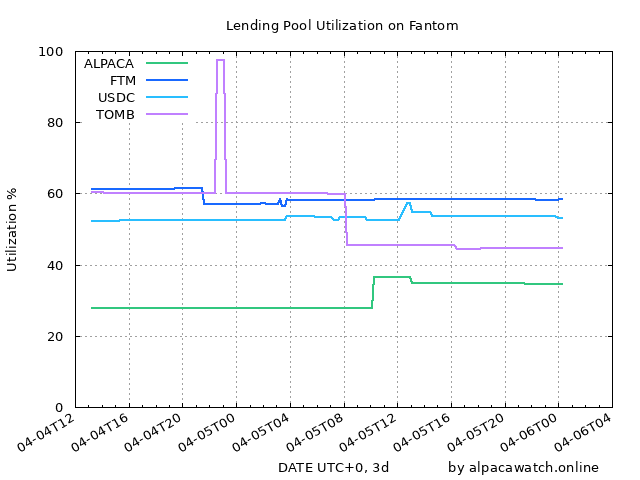 Lending Pool Utilization on Fantom
100
80
60
40
20
0
Utilization %
ALPACA
FTM
USDC
TOMB
04-04T12
04-04T16
04-04T20
04-05T00
04-05T04
04-05T08
04-05T12
04-05T16
04-05T20
04-06T00
04-06T04
DATE UTC+0, 3d
by alpacawatch.online